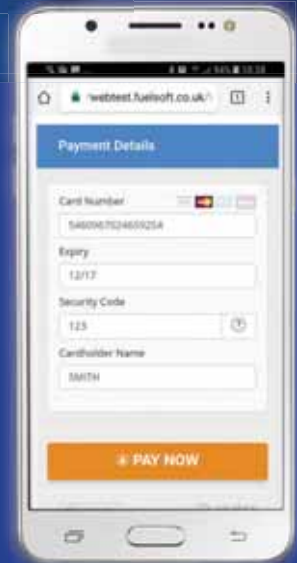 webtest.fuelsoft.co.uk/
Payment Details
Card Number
Expiry
12/17
Security Code
123
Cardholder Name
SMITH
PAY NOW